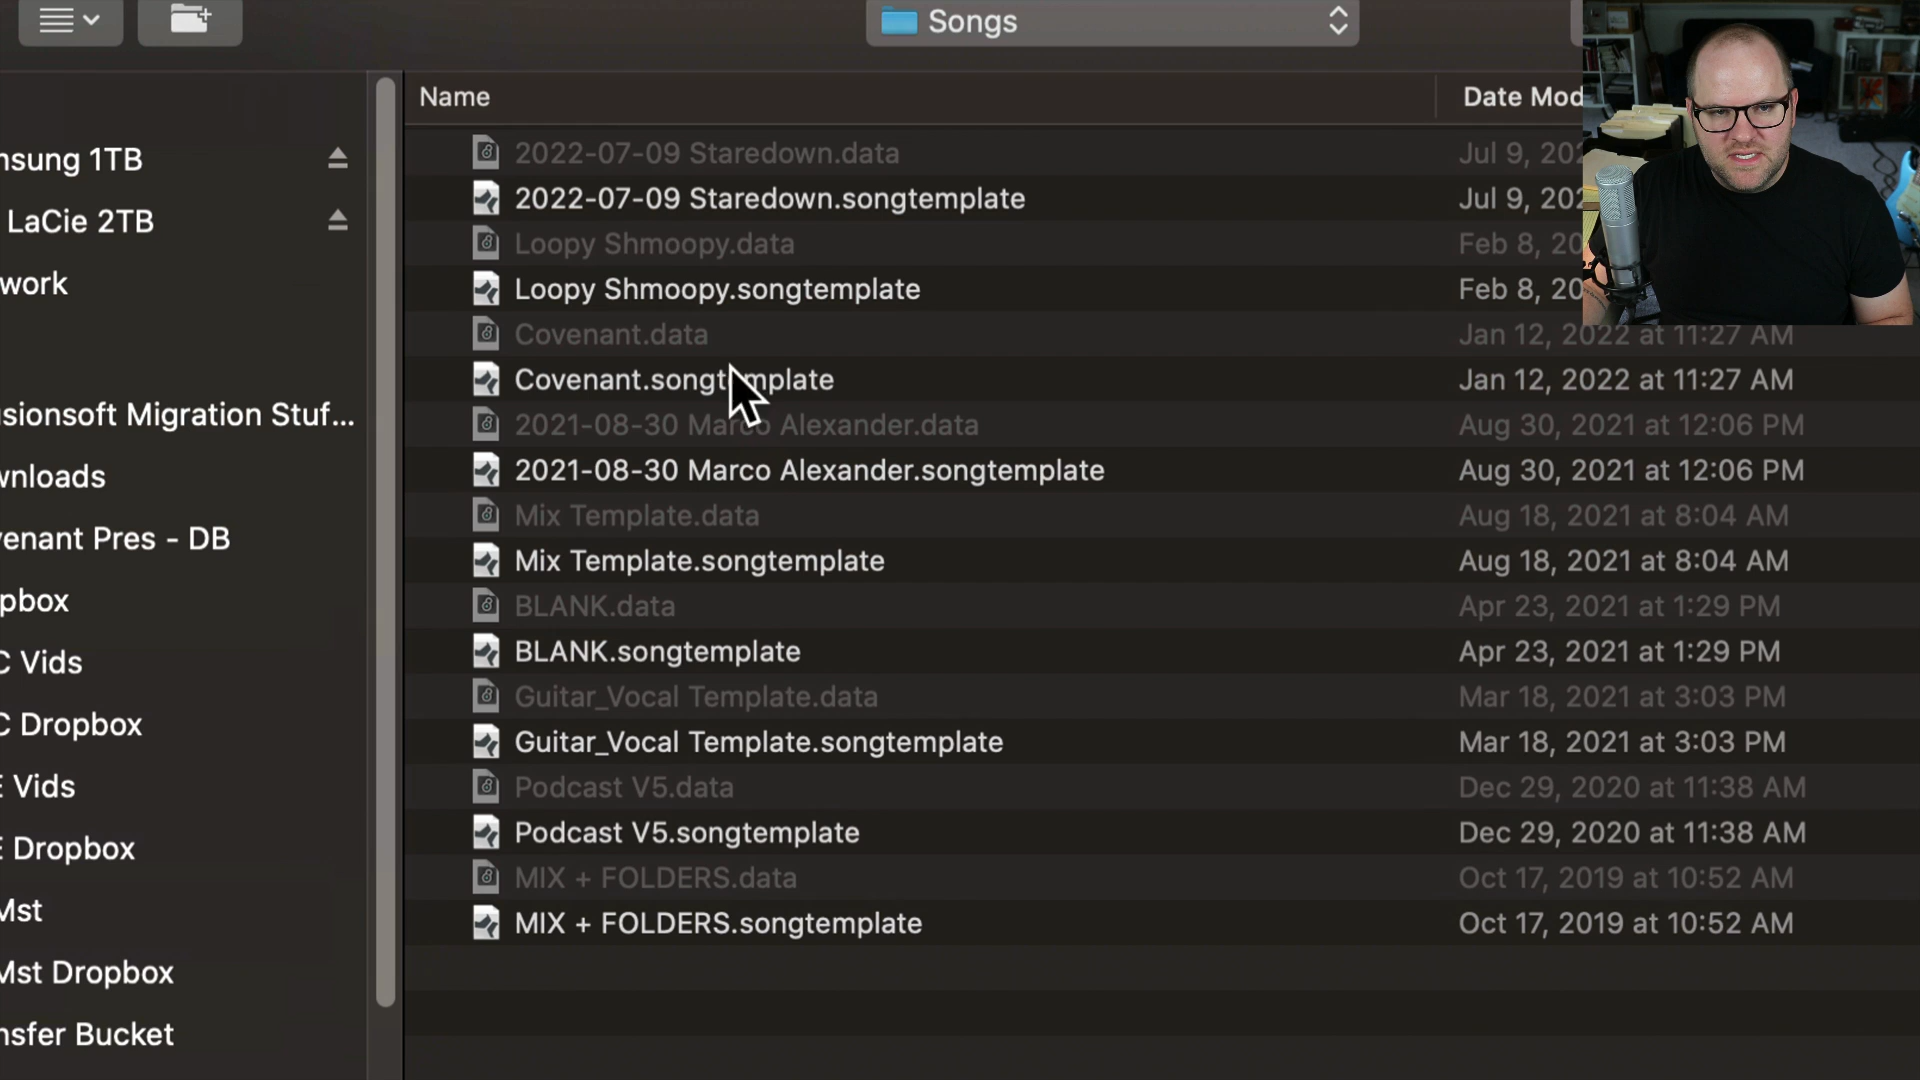 Songs
Name
Date Mod
nsung 1TB
LaCie 2TB
work
sionsoft Migration Stuf...
wnloads
venant Pres - DB
pbox
C Vids
C Dropbox
E Vids
E Dropbox
Mst
Mst Dropbox
nsfer Bucket
2022-07-09 Staredown.data Jul 9, 202
2022-07-09 Staredown.songtemplate Jul 9, 202
Loopy Shmoopy.data Feb 8, 20
Loopy Shmoopy.songtemplate Feb 8, 20
Covenant.data Jan 12, 2022 at 11:27 AM
Covenant.songtemplate Jan 12, 2022 at 11:27 AM
2021-08-30 Marco Alexander.data Aug 30, 2021 at 12:06 PM
2021-08-30 Marco Alexander.songtemplate Aug 30, 2021 at 12:06 PM
Mix Template.data Aug 18, 2021 at 8:04 AM
Mix Template.songtemplate Aug 18, 2021 at 8:04 AM
BLANK.data Apr 23, 2021 at 1:29 PM
BLANK.songtemplate Apr 23, 2021 at 1:29 PM
Guitar_Vocal Template.data Mar 18, 2021 at 3:03 PM
Guitar_Vocal Template.songtemplate Mar 18, 2021 at 3:03 PM
Podcast V5.data Dec 29, 2020 at 11:38 AM
Podcast V5.songtemplate Dec 29, 2020 at 11:38 AM
MIX + FOLDERS.data Oct 17, 2019 at 10:52 AM
MIX + FOLDERS.songtemplate Oct 17, 2019 at 10:52 AM